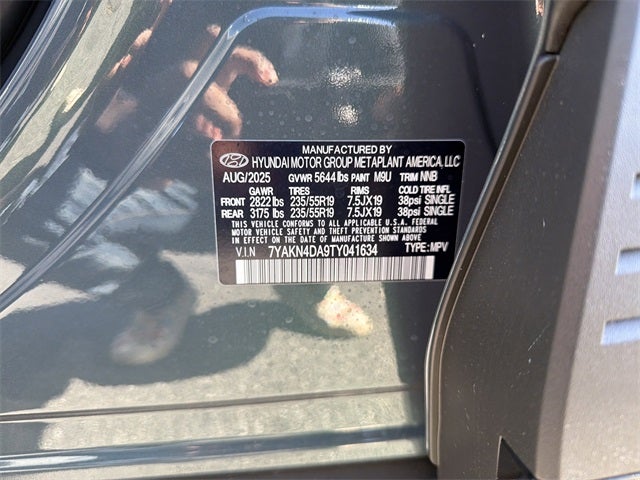 MANUFACTURED BY
HYUNDAI MOTOR GROUP METAPLANT AMERICA, LLC
AUG/2025 GVWR 5644 lbs PAINT M9U TRIM NNB
GAWR TIRES RIMS COLD TIRE INFL
FRONT 2822 lbs 235/55R19 7.5JX19 38psi SINGLE
REAR 3175 lbs 235/55R19 7.5JX19 38psi SINGLE
THIS VEHICLE CONFORMS TO ALL APPLICABLE U.S.A. FEDERAL
MOTOR VEHICLE SAFETY BUMPER, AND THEFT PREVENTION STANDARDS
IN EFFECT ON THE DATE OF MANUFACTURE SHOWN ABOVE.
V.I.N 7YAKN4DA9TY041634 TYPE : MPV